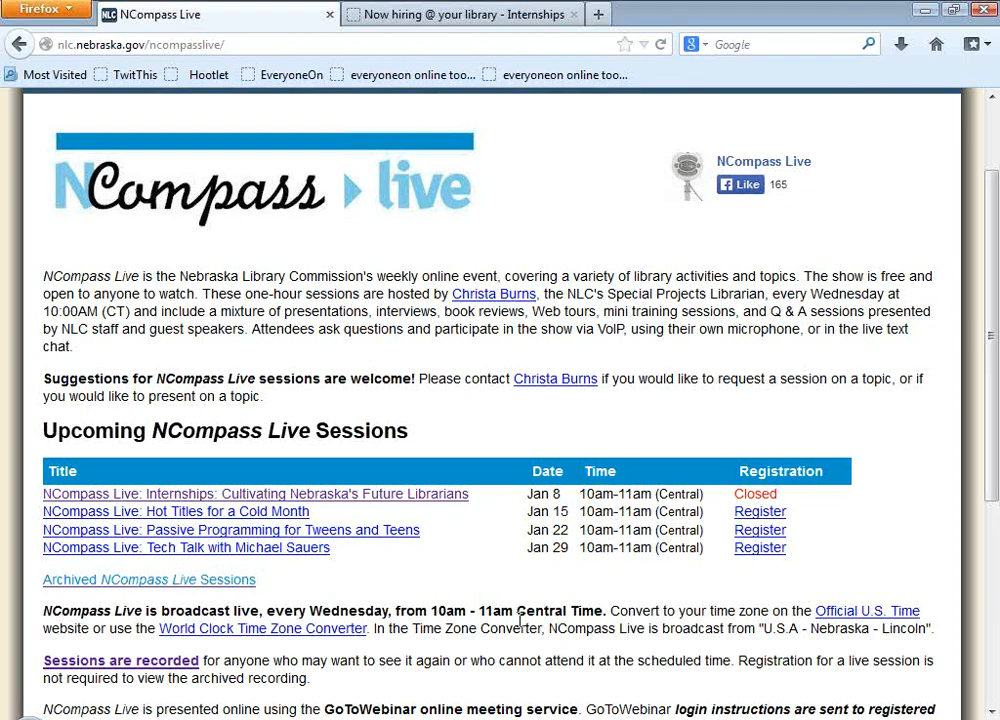 Firefox
NLC NCompass Live
Now hiring @ your library - Internships
nlc.nebraska.gov/ncompasslive/
Google
Most Visited TwitThis Hootlet EveryoneOn everyoneon online too... everyoneon online too...
NCompass live
NCompass Live
Like 165
NCompass Live is the Nebraska Library Commission's weekly online event, covering a variety of library activities and topics. The show is free and
open to anyone to watch. These one-hour sessions are hosted by Christa Burns, the NLC's Special Projects Librarian, every Wednesday at
10:00AM (CT) and include a mixture of presentations, interviews, book reviews, Web tours, mini training sessions, and Q & A sessions presented
by NLC staff and guest speakers. Attendees ask questions and participate in the show via VoIP, using their own microphone, or in the live text
chat.
Suggestions for NCompass Live sessions are welcome! Please contact Christa Burns if you would like to request a session on a topic, or if
you would like to present on a topic.
Upcoming NCompass Live Sessions
Title Date Time Registration
NCompass Live: Internships: Cultivating Nebraska's Future Librarians Jan 8 10am-11am (Central) Closed
NCompass Live: Hot Titles for a Cold Month Jan 15 10am-11am (Central) Register
NCompass Live: Passive Programming for Tweens and Teens Jan 22 10am-11am (Central) Register
NCompass Live: Tech Talk with Michael Sauers Jan 29 10am-11am (Central) Register
Archived NCompass Live Sessions
NCompass Live is broadcast live, every Wednesday, from 10am - 11am Central Time. Convert to your time zone on the Official U.S. Time
website or use the World Clock Time Zone Converter. In the Time Zone Converter, NCompass Live is broadcast from "U.S.A - Nebraska - Lincoln".
Sessions are recorded for anyone who may want to see it again or who cannot attend it at the scheduled time. Registration for a live session is
not required to view the archived recording.
NCompass Live is presented online using the GoToWebinar online meeting service. GoToWebinar login instructions are sent to registered